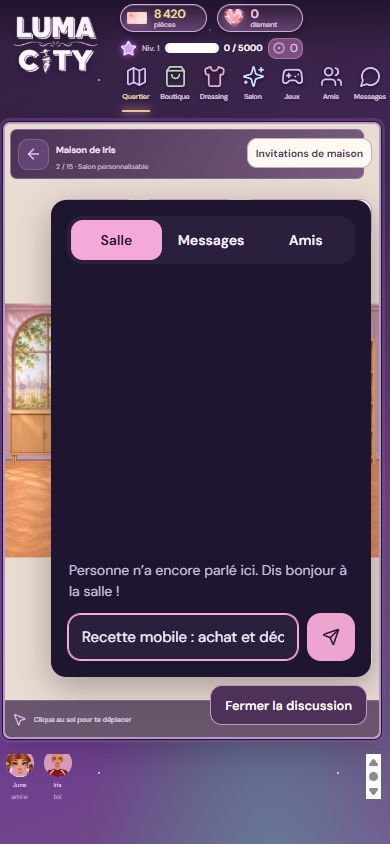 LUMA
CITY
8 420
pièces
0
diamant
Niv. 1
0 / 5000
0
Quartier
Boutique
Dressing
Salon
Jeux
Amis
Messages
Maison de Iris
2 / 15 · Salon personnalisable
Invitations de maison
Salle
Messages
Amis
Personne n’a encore parlé ici. Dis bonjour à
la salle !
Recette mobile : achat et déc
Fermer la discussion
Clique au sol pour te déplacer
June
ami·e
Iris
toi